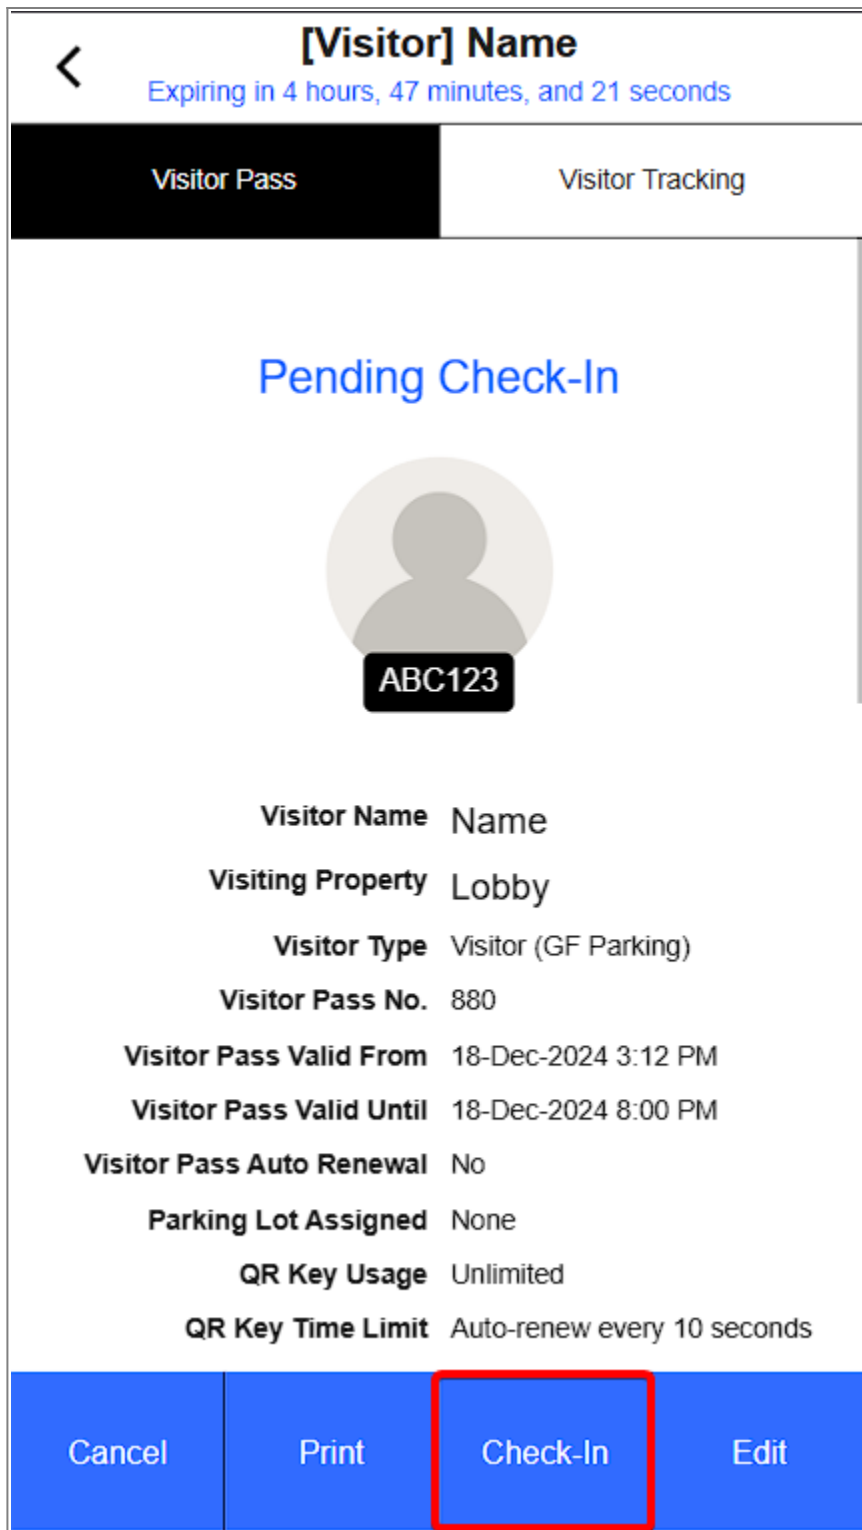 [Visitor] Name
Expiring in 4 hours, 47 minutes, and 21 seconds
Visitor Pass
Visitor Tracking
Pending Check-In
ABC123
Visitor Name Name
Visiting Property Lobby
Visitor Type Visitor (GF Parking)
Visitor Pass No. 880
Visitor Pass Valid From 18-Dec-2024 3:12 PM
Visitor Pass Valid Until 18-Dec-2024 8:00 PM
Visitor Pass Auto Renewal No
Parking Lot Assigned None
QR Key Usage Unlimited
QR Key Time Limit Auto-renew every 10 seconds
Cancel Print Check-In Edit